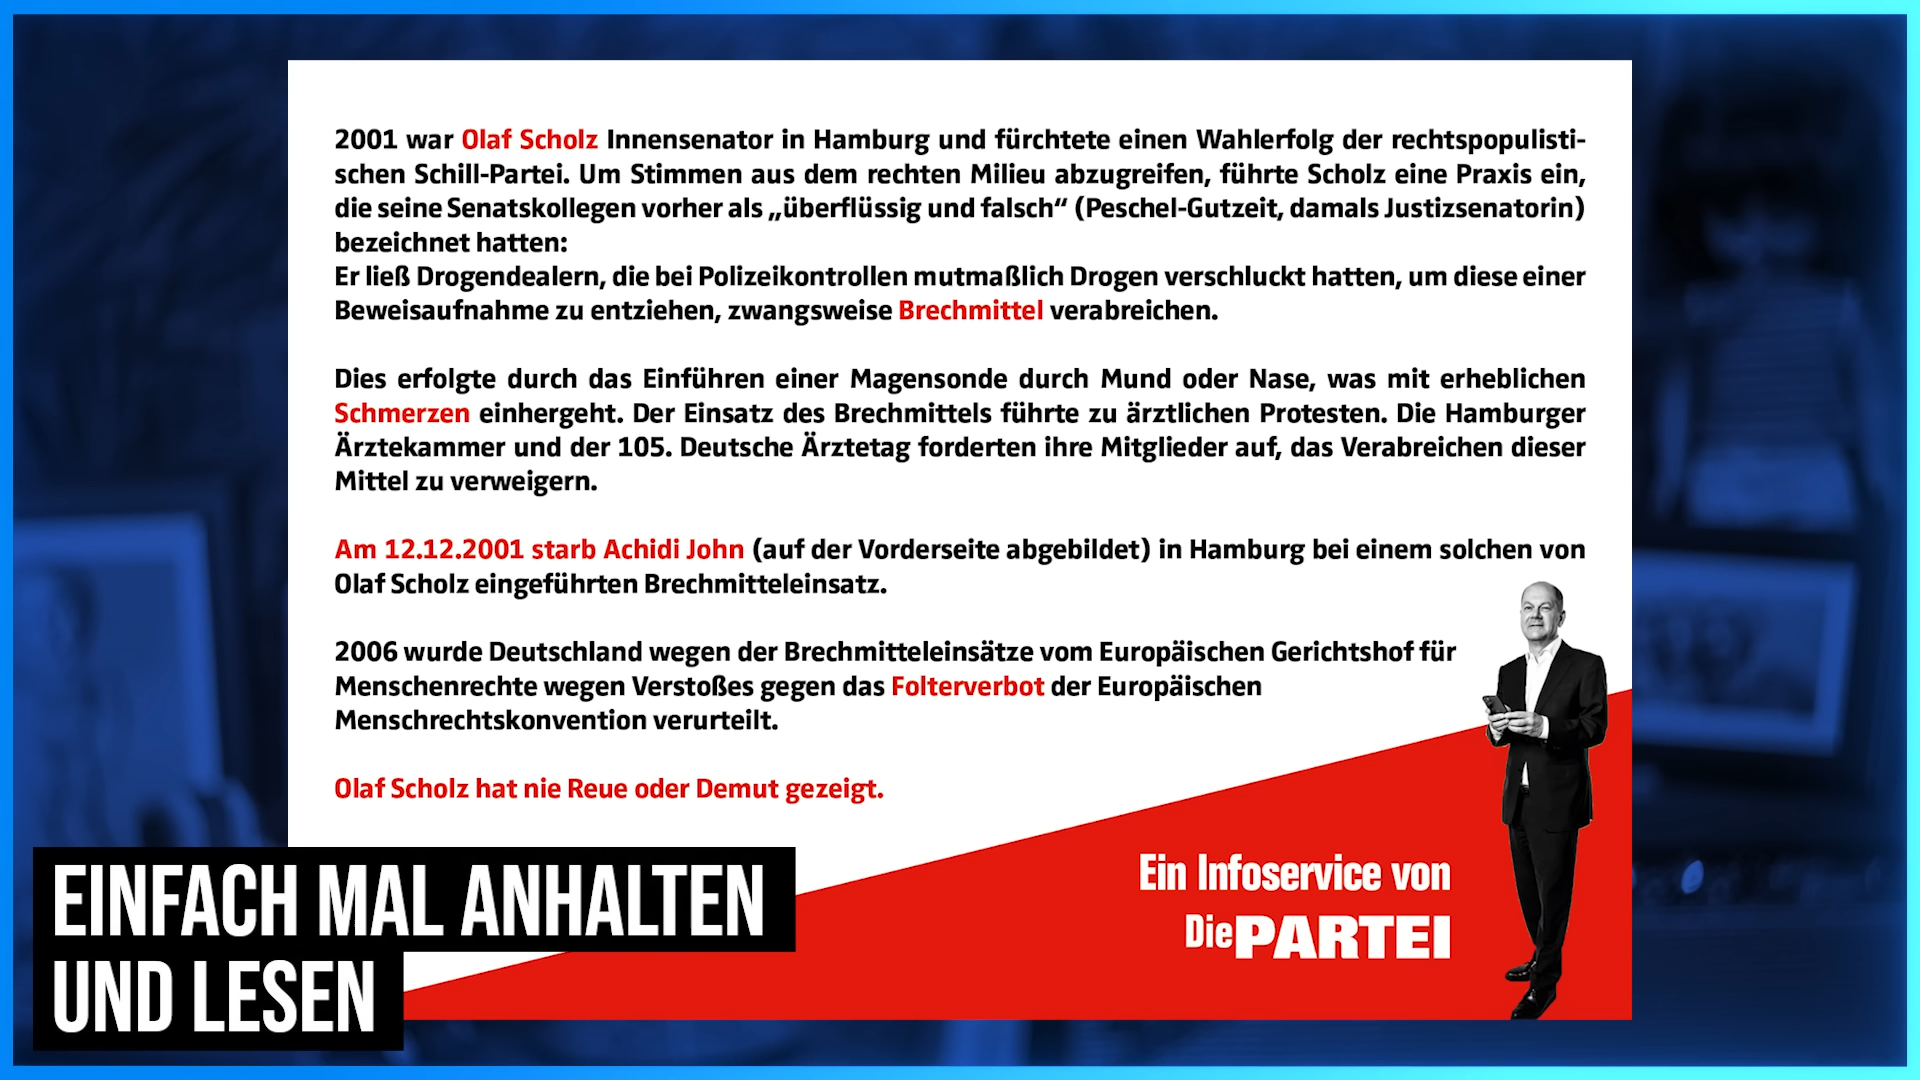 2001 war Olaf Scholz Innensenator in Hamburg und fürchtete einen Wahlerfolg der rechtspopulisti-
schen Schill-Partei. Um Stimmen aus dem rechten Milieu abzugreifen, führte Scholz eine Praxis ein,
die seine Senatskollegen vorher als „überflüssig und falsch“ (Peschel-Gutzeit, damals Justizsenatorin)
bezeichnet hatten:
Er ließ Drogendealern, die bei Polizeikontrollen mutmaßlich Drogen verschluckt hatten, um diese einer
Beweisaufnahme zu entziehen, zwangsweise Brechmittel verabreichen.
Dies erfolgte durch das Einführen einer Magensonde durch Mund oder Nase, was mit erheblichen
Schmerzen einhergeht. Der Einsatz des Brechmittels führte zu ärztlichen Protesten. Die Hamburger
Ärztekammer und der 105. Deutsche Ärztetag forderten ihre Mitglieder auf, das Verabreichen dieser
Mittel zu verweigern.
Am 12.12.2001 starb Achidi John (auf der Vorderseite abgebildet) in Hamburg bei einem solchen von
Olaf Scholz eingeführten Brechmitteleinsatz.
2006 wurde Deutschland wegen der Brechmitteleinsätze vom Europäischen Gerichtshof für
Menschenrechte wegen Verstoßes gegen das Folterverbot der Europäischen
Menschrechtskonvention verurteilt.
Olaf Scholz hat nie Reue oder Demut gezeigt.
Ein Infoservice von
Die PARTEI
EINFACH MAL ANHALTEN
UND LESEN